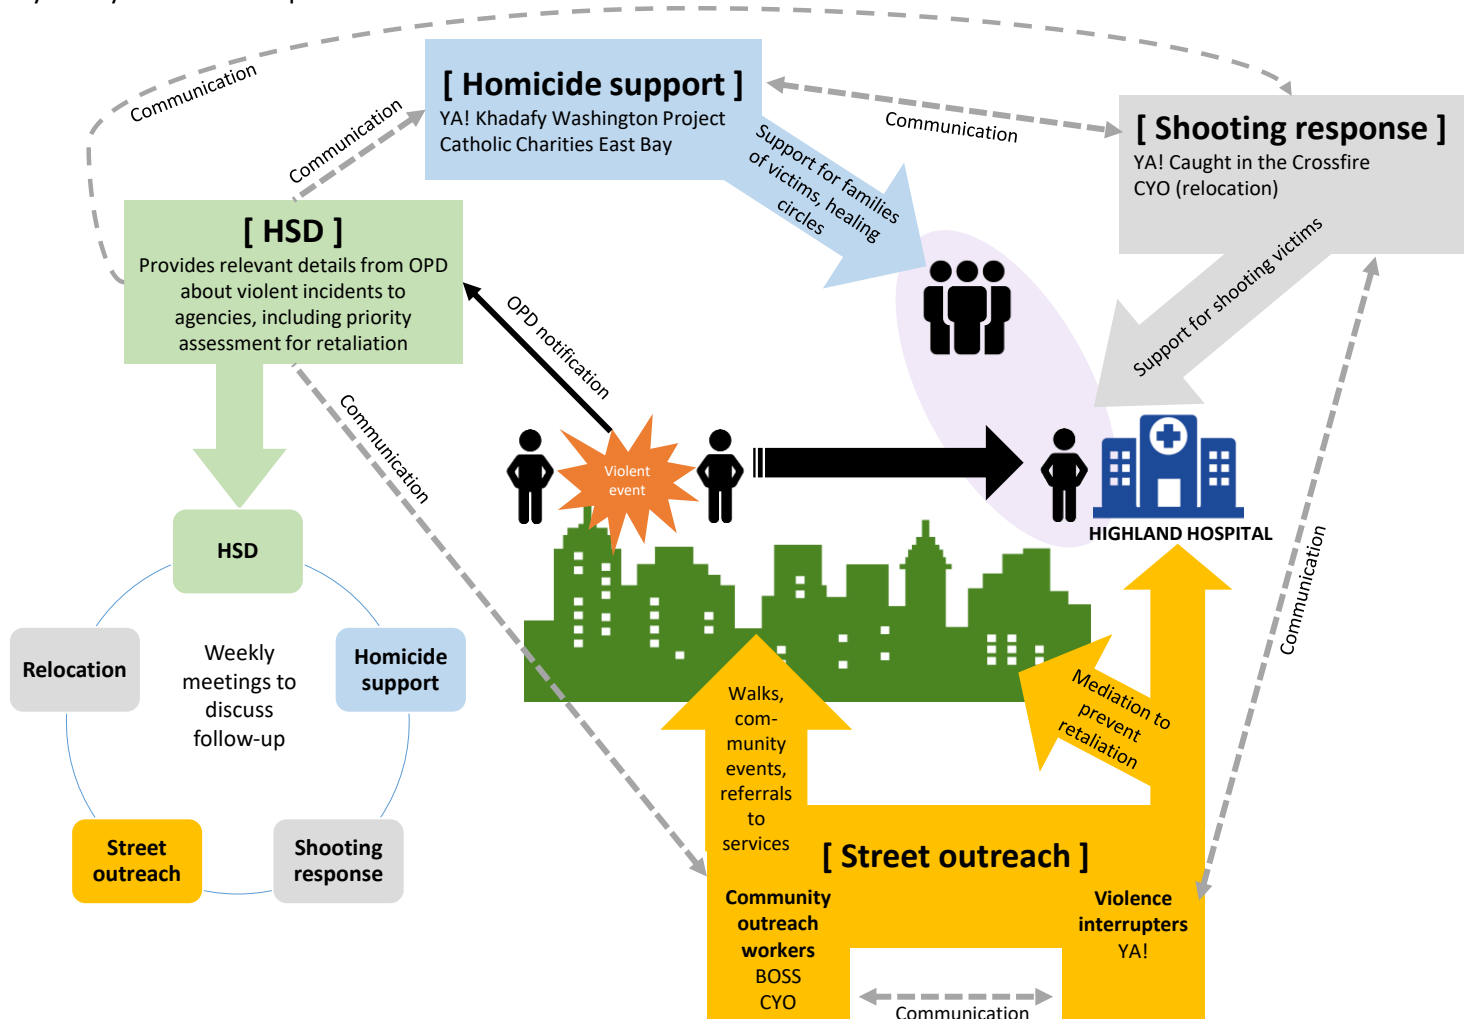 Communication
[ Homicide support ]
YA! Khadafy Washington Project
Catholic Charities East Bay
Communication
Communication
[ Shooting response ]
YA! Caught in the Crossfire
CYO (relocation)
Support for families
of victims, healing
circles
[ HSD ]
Provides relevant details from OPD
about violent incidents to
agencies, including priority
assessment for retaliation
OPD notification
Support for shooting victims
Communication
Violent
event
HIGHLAND HOSPITAL
Communication
HSD
Relocation
Weekly
meetings to
discuss
follow-up
Homicide
support
Street
outreach
Shooting
response
Walks,
com-
munity
events,
referrals
to
services
Mediation to
prevent
retaliation
[ Street outreach ]
Community
outreach
workers
BOSS
CYO
Violence
interrupters
YA!
Communication